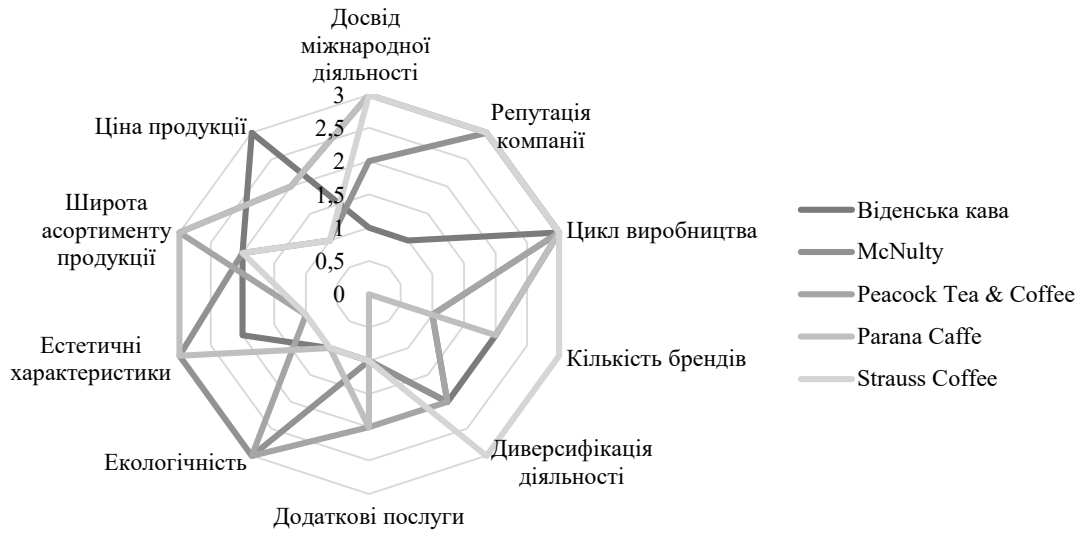 Досвід
міжнародної
діяльності
Репутація
компанії
Цикл виробництва
Кількість брендів
Диверсифікація
діяльності
Додаткові послуги
Екологічність
Естетичні
характеристики
Широта
асортименту
продукції
Ціна продукції
3
2,5
2
1,5
1
0,5
0
Віденська кава
McNulty
Peacock Tea & Coffee
Parana Caffe
Strauss Coffee